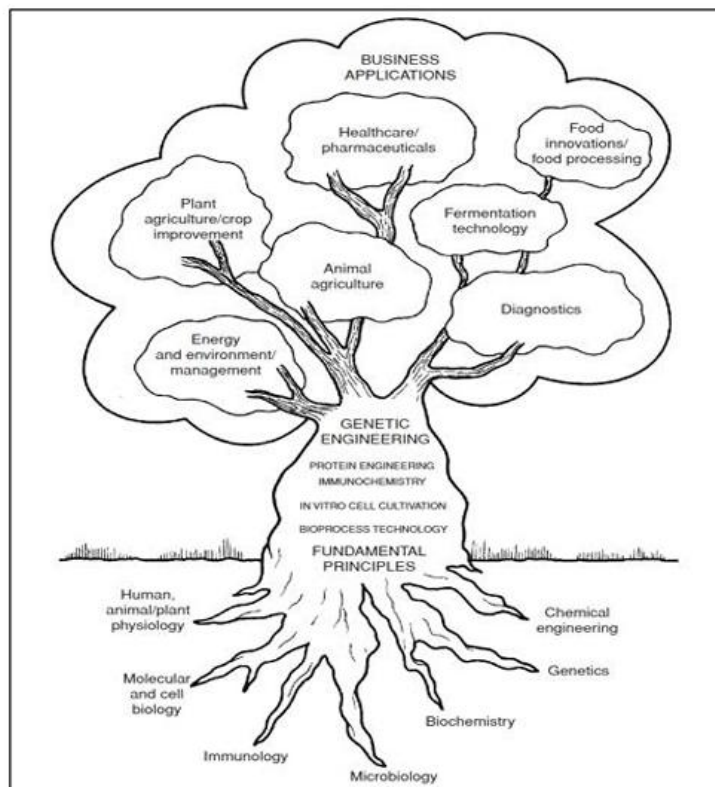 BUSINESS
APPLICATIONS
Healthcare/
pharmaceuticals
Food
innovations/
food processing
Plant
agriculture/crop
improvement
Fermentation
technology
Animal
agriculture
Diagnostics
Energy
and environment/
management
GENETIC
ENGINEERING
PROTEIN ENGINEERING
IMMUNOCHEMISTRY
IN VITRO CELL CULTIVATION
BIOPROCESS TECHNOLOGY
FUNDAMENTAL
PRINCIPLES
Human,
animal/plant
physiology
Chemical
engineering
Molecular
and cell
biology
Genetics
Biochemistry
Immunology
Microbiology